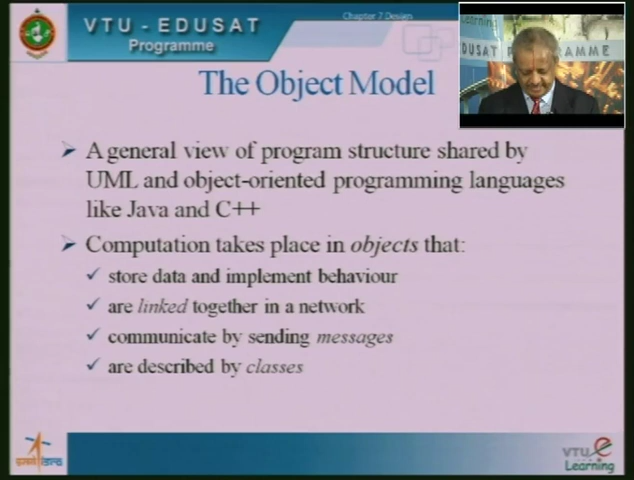 VTU - EDUSAT
Programme
Chapter 7 Design
Learning
EDUSAT PROGRAMME
The Object Model
A general view of program structure shared by
UML and object-oriented programming languages
like Java and C++
Computation takes place in objects that:
store data and implement behaviour
are linked together in a network
communicate by sending messages
are described by classes
VTU e
Learning